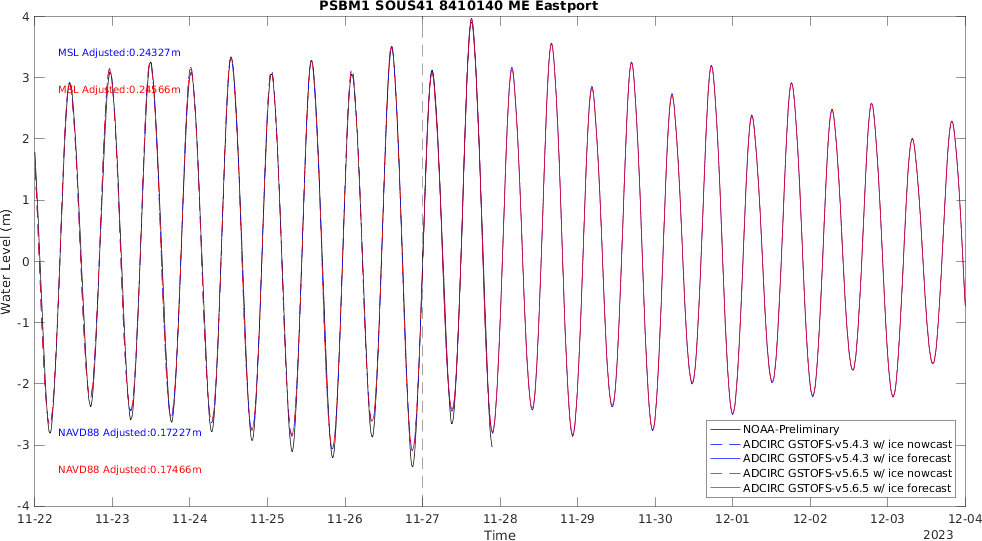 PSBM1 SOUS41 8410140 ME Eastport
4
3
2
1
0
-1
-2
-3
-4
Water Level (m)
MSL Adjusted:0.24327m
MSL Adjusted:0.24566m
NAVD88 Adjusted:0.17227m
NAVD88 Adjusted:0.17466m
NOAA-Preliminary
ADCIRC GSTOFS-v5.4.3 w/ ice nowcast
ADCIRC GSTOFS-v5.4.3 w/ ice forecast
ADCIRC GSTOFS-v5.6.5 w/ ice nowcast
ADCIRC GSTOFS-v5.6.5 w/ ice forecast
11-22 11-23 11-24 11-25 11-26 11-27 11-28 11-29 11-30 12-01 12-02 12-03 12-04
Time
2023